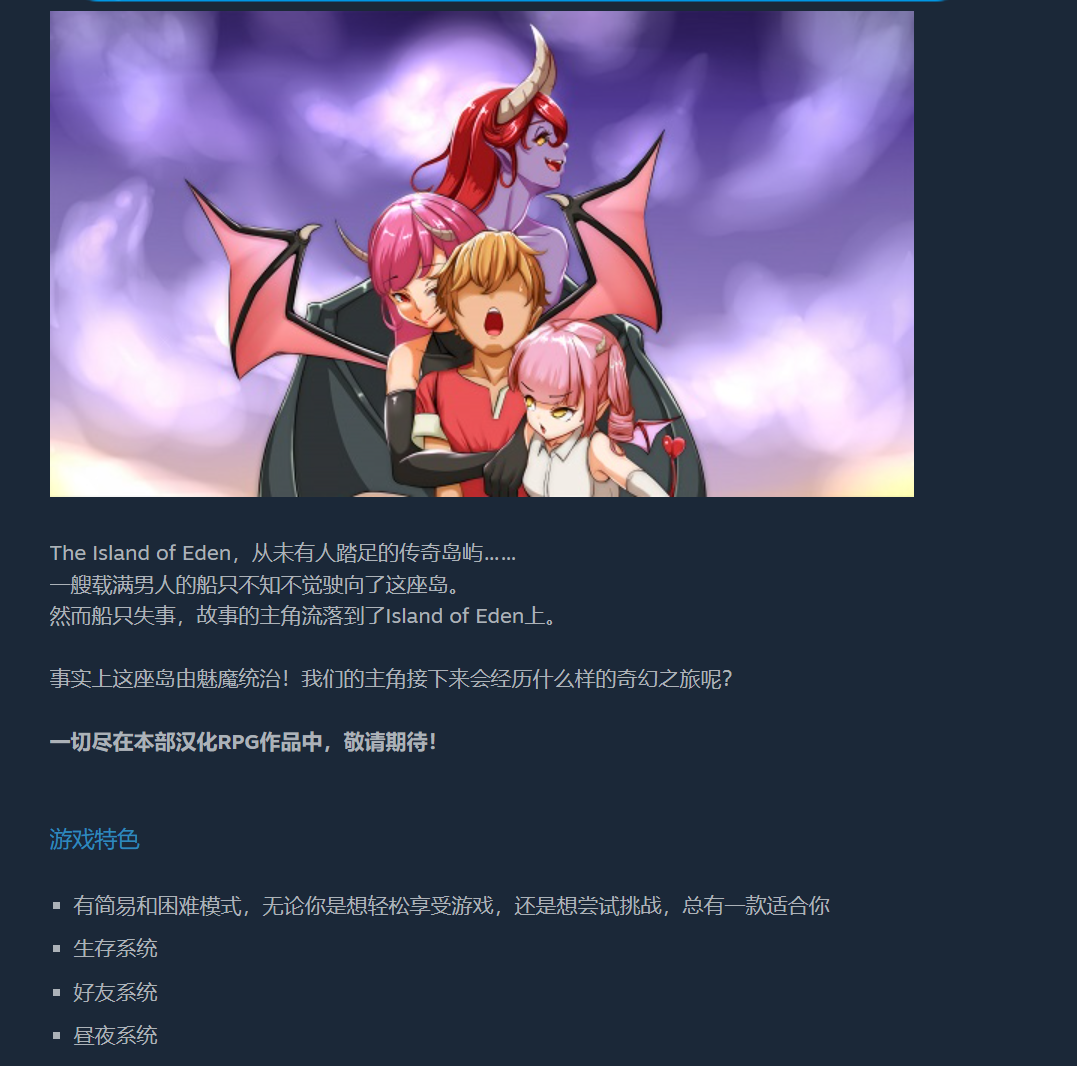 The Island of Eden，从未有人踏足的传奇岛屿……
一艘载满男人的船只不知不觉驶向了这座岛。
然而船只失事，故事的主角流落到了Island of Eden上。
事实上这座岛由魅魔统治！我们的主角接下来会经历什么样的奇幻之旅呢？
一切尽在本部汉化RPG作品中，敬请期待！
游戏特色
▪ 有简易和困难模式，无论你是想轻松享受游戏，还是想尝试挑战，总有一款适合你
▪ 生存系统
▪ 好友系统
▪ 昼夜系统